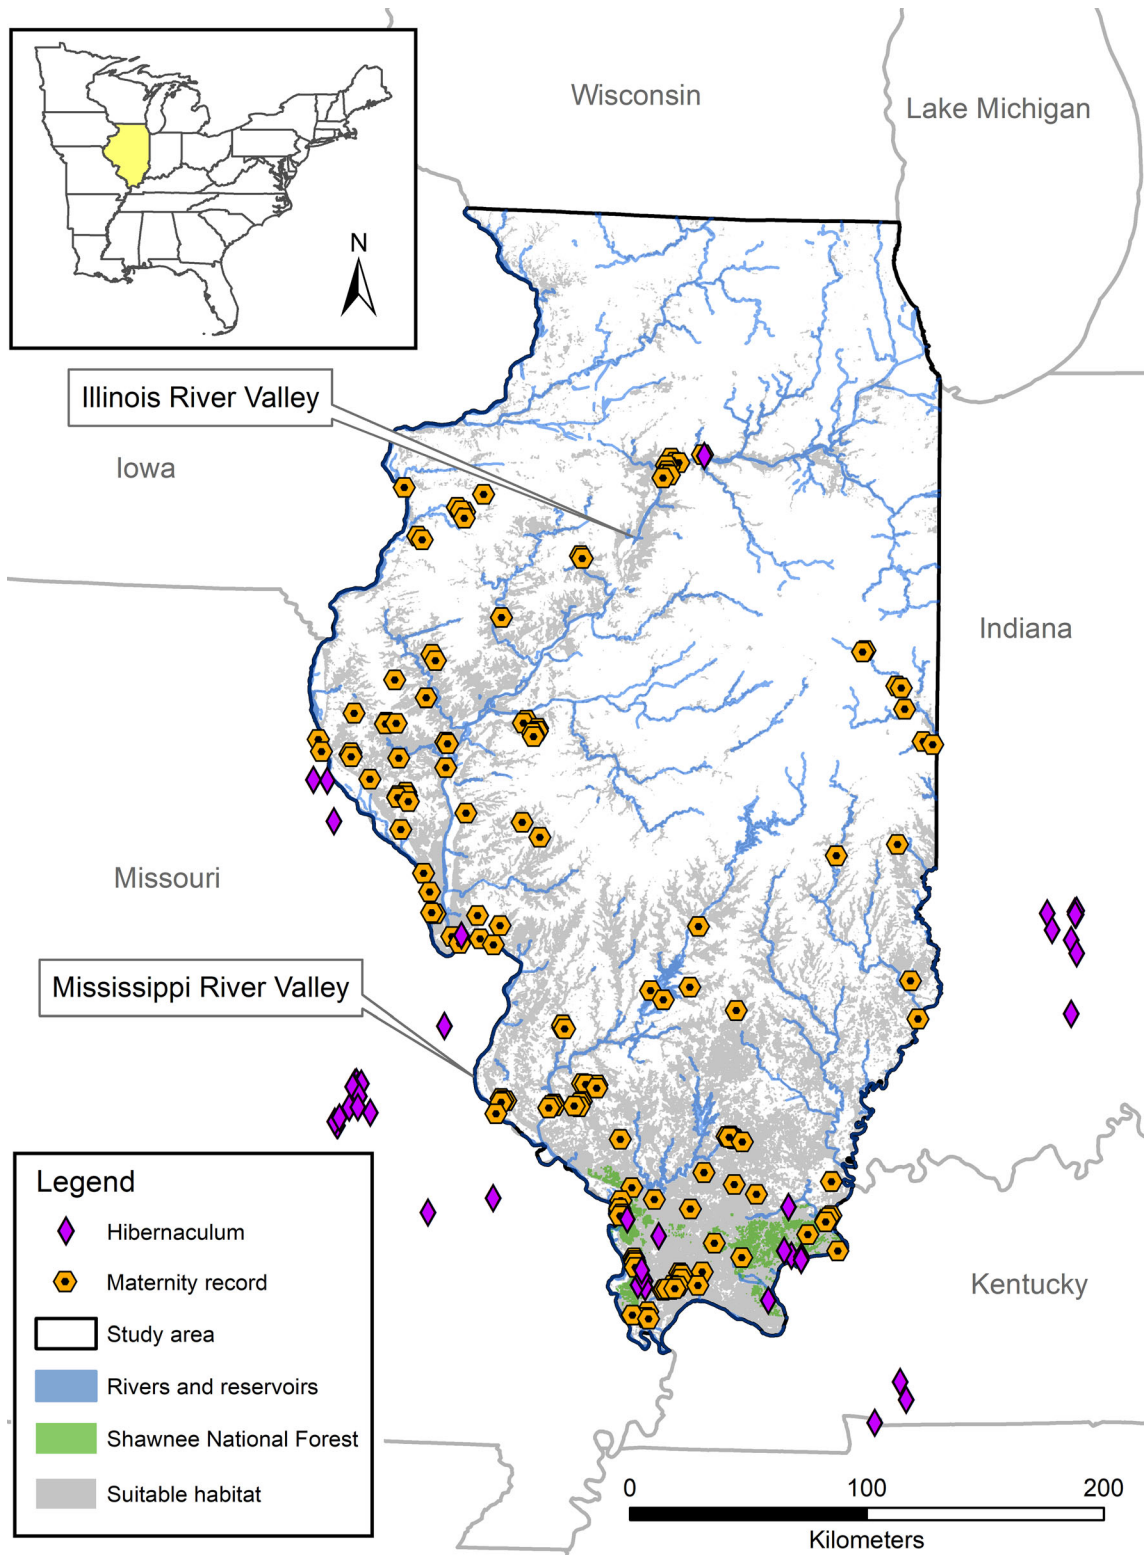 Wisconsin
Lake Michigan
N
Illinois River Valley
Iowa
Indiana
Missouri
Mississippi River Valley
Kentucky
Legend
Hibernaculum
Maternity record
Study area
Rivers and reservoirs
Shawnee National Forest
Suitable habitat
0 100 200
Kilometers